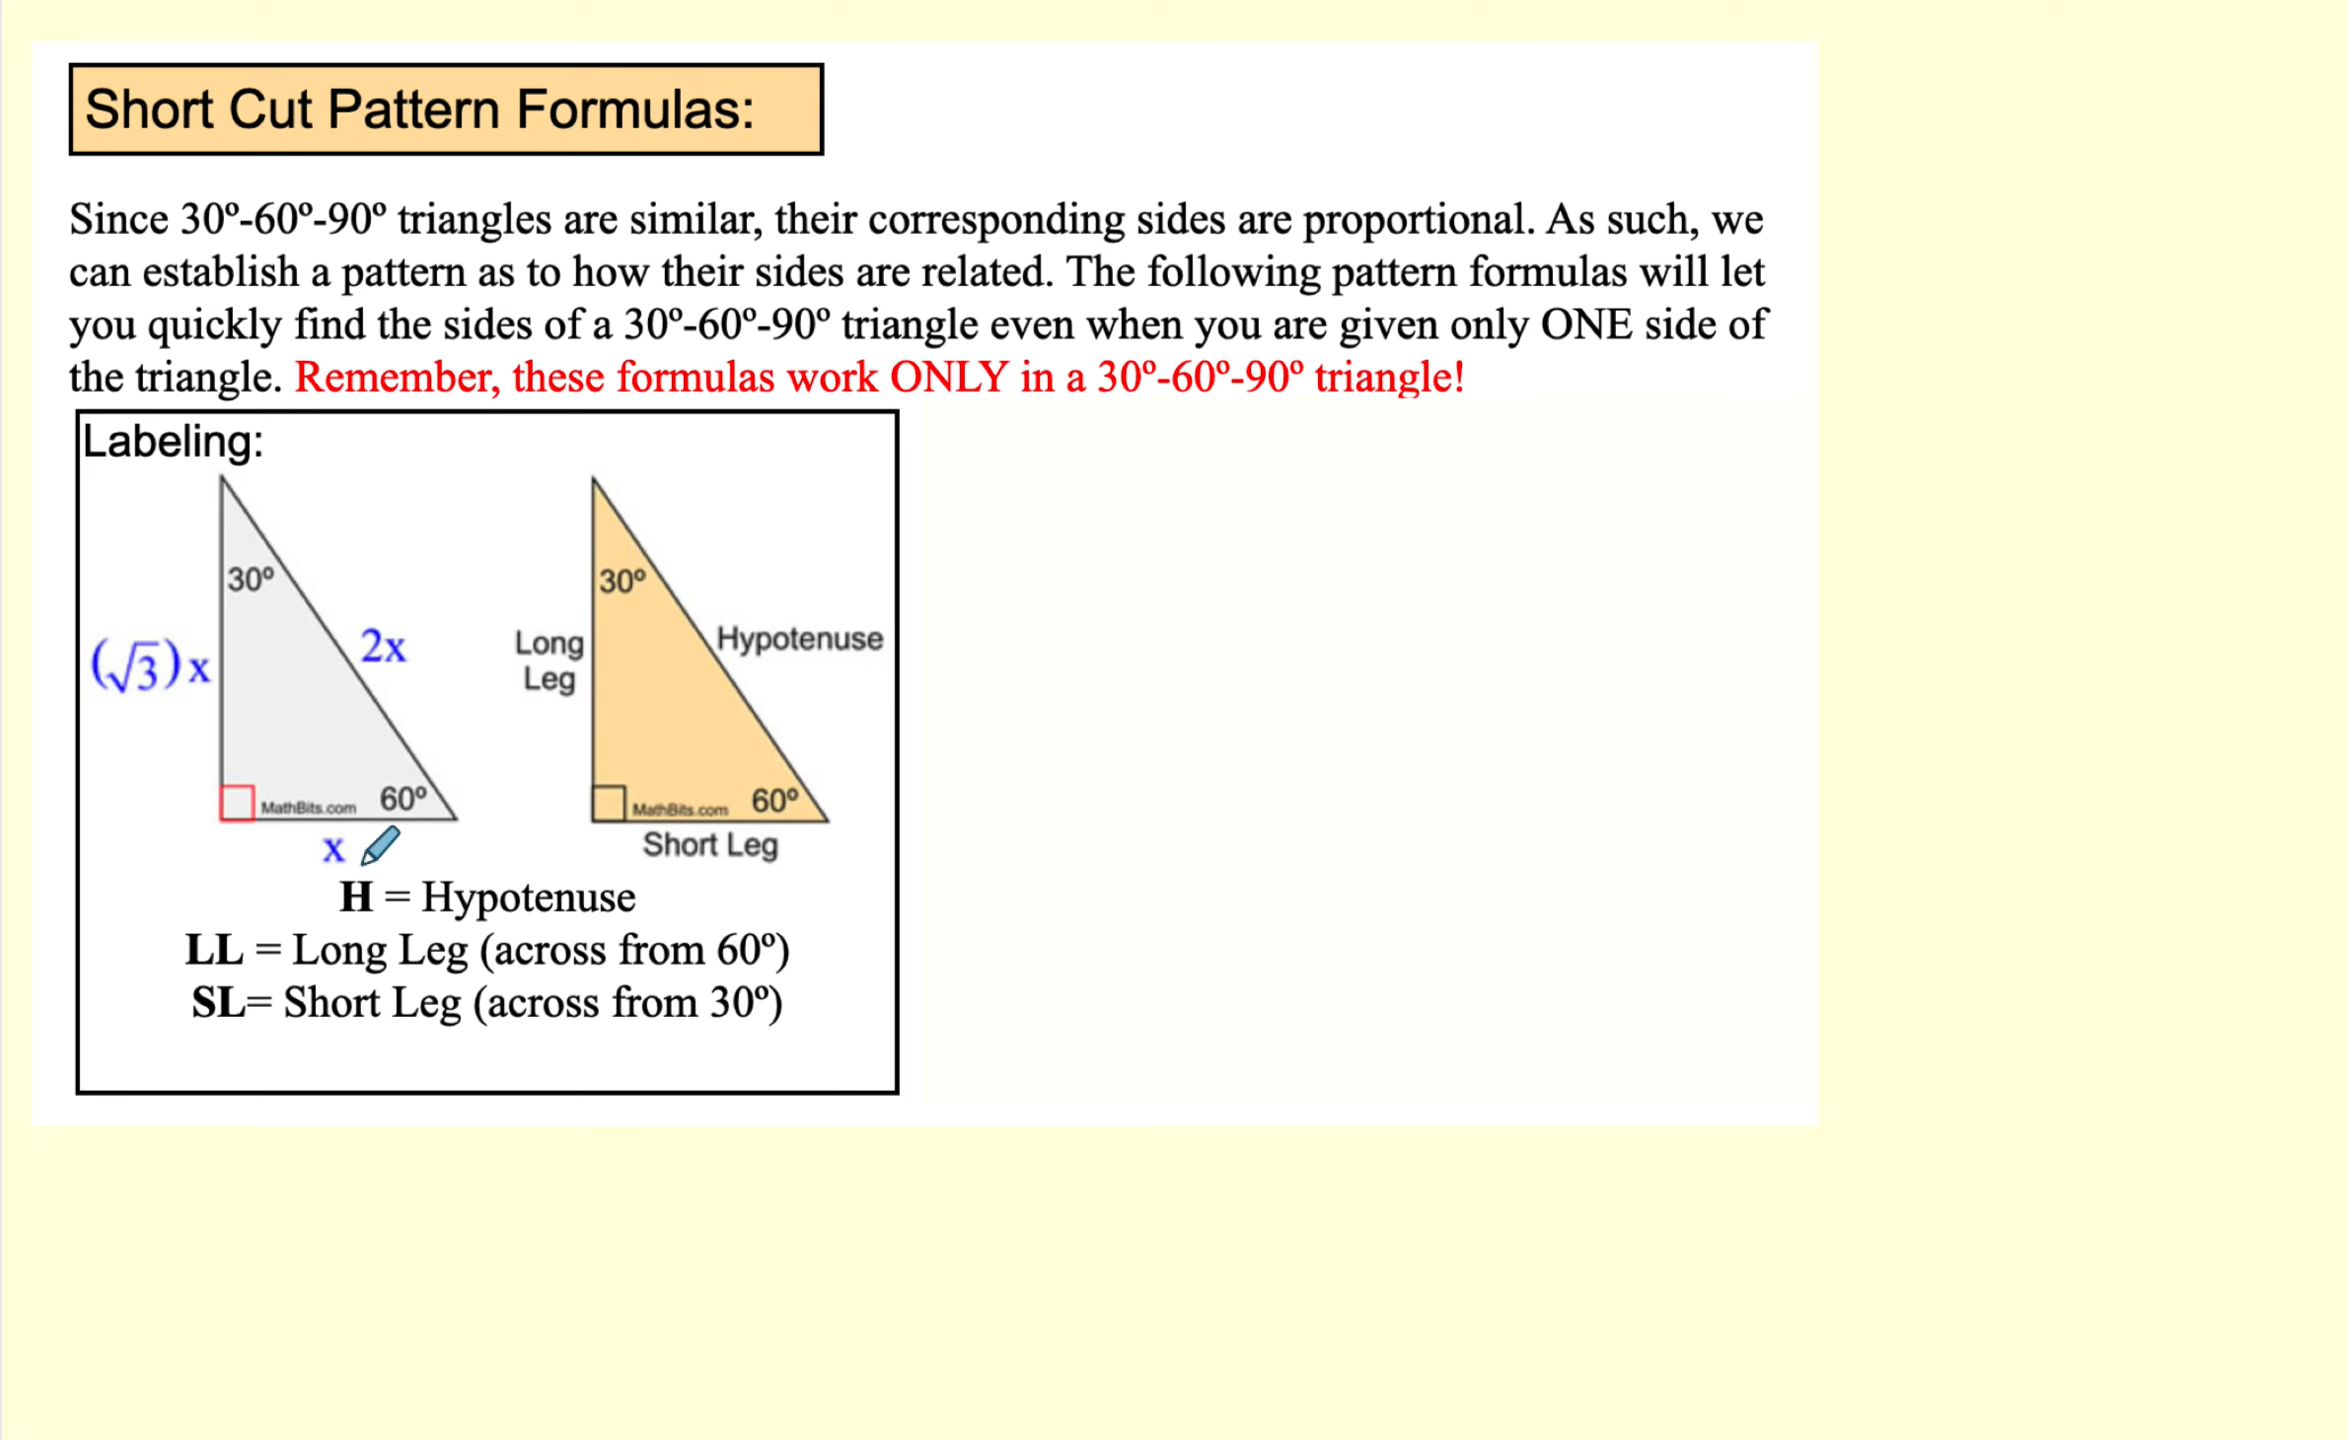 Short Cut Pattern Formulas:
Since 30º-60º-90º triangles are similar, their corresponding sides are proportional. As such, we
can establish a pattern as to how their sides are related. The following pattern formulas will let
you quickly find the sides of a 30º-60º-90º triangle even when you are given only ONE side of
the triangle. Remember, these formulas work ONLY in a 30º-60º-90º triangle!
Labeling:
30º
(√3)x
2x
60º
MathBits.com
x
30º
Long
Leg
Hypotenuse
60º
MathBits.com
Short Leg
H = Hypotenuse
LL = Long Leg (across from 60º)
SL= Short Leg (across from 30º)